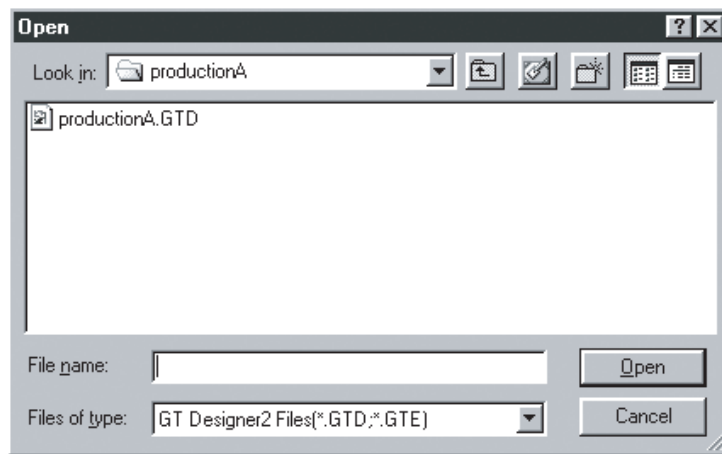 Open
Look in: productionA
productionA.GTD
File name:
Open
Files of type: GT Designer2 Files(*.GTD;*.GTE)
Cancel